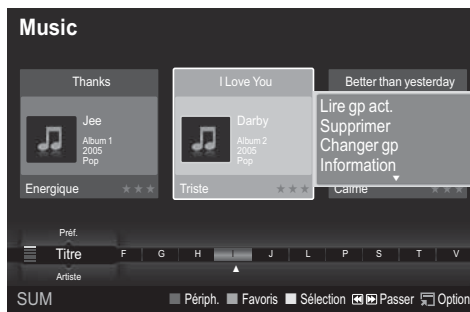 Music
Thanks
I Love You
Better than yesterday
Jee
Album 1
2005
Pop
Darby
Album 2
2005
Pop
Lire gp act.
Supprimer
Changer gp
Information
Energique
Triste
Calme
Préf.
Titre F G H I J L P S T V
Artiste
SUM Périph. Favoris Sélection Passer Option